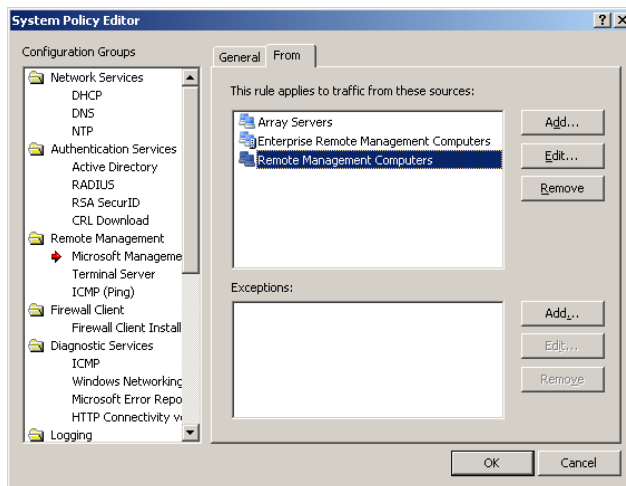 System Policy Editor
Configuration Groups
Network Services
DHCP
DNS
NTP
Authentication Services
Active Directory
RADIUS
RSA SecurID
CRL Download
Remote Management
Microsoft Manageme
Terminal Server
ICMP (Ping)
Firewall Client
Firewall Client Install
Diagnostic Services
ICMP
Windows Networking
Microsoft Error Repo
HTTP Connectivity ve
Logging
General
From
This rule applies to traffic from these sources:
Array Servers
Enterprise Remote Management Computers
Remote Management Computers
Add...
Edit...
Remove
Exceptions:
Add...
Edit...
Remove
OK
Cancel